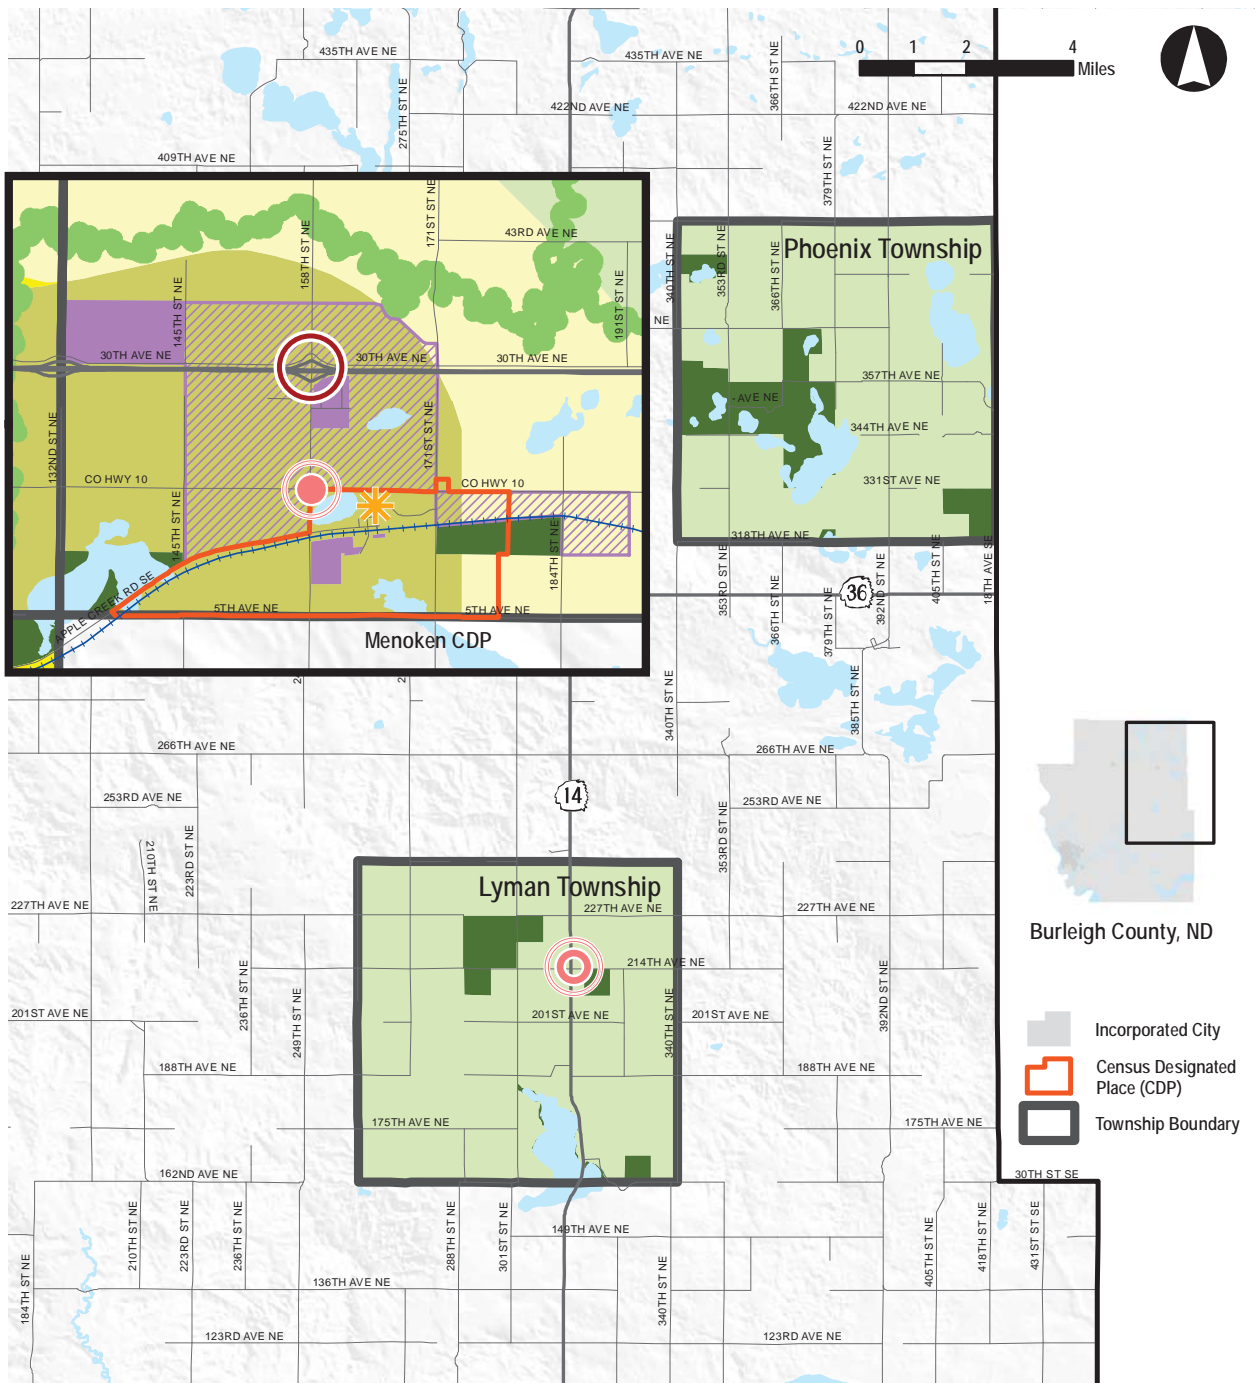 435TH AVE NE
435TH AVE NE
366TH ST NE
0 1 2 4
Miles
275TH ST NE
422ND AVE NE
422ND AVE NE
409TH AVE NE
379TH ST NE
171ST ST NE
43RD AVE NE
158TH ST NE
145TH ST NE
191ST ST NE
30TH AVE NE
30TH AVE NE
30TH AVE NE
132ND ST NE
171ST ST NE
CO HWY 10
CO HWY 10
145TH ST NE
184TH ST NE
APPLE CREEK RD SE
5TH AVE NE
5TH AVE NE
Menoken CDP
340TH ST NE
353RD ST NE
366TH ST NE
Phoenix Township
NE
357TH AVE NE
- AVE NE
344TH AVE NE
331ST AVE NE
318TH AVE NE
353RD ST NE
366TH ST NE
379TH ST NE
36
392ND ST NE
405TH ST NE
18TH AVE SE
340TH ST NE
385TH ST NE
266TH AVE NE
266TH AVE NE
14
253RD AVE NE
253RD AVE NE
210TH ST NE
223RD ST NE
353RD ST NE
Lyman Township
227TH AVE NE
227TH AVE NE
227TH AVE NE
214TH AVE NE
236TH ST NE
249TH ST NE
340TH ST NE
392ND ST NE
201ST AVE NE
201ST AVE NE
201ST AVE NE
188TH AVE NE
188TH AVE NE
175TH AVE NE
175TH AVE NE
162ND AVE NE
30TH ST SE
149TH AVE NE
184TH ST NE
210TH ST NE
223RD ST NE
236TH ST NE
288TH ST NE
301ST ST NE
340TH ST NE
405TH ST NE
418TH ST NE
431ST ST SE
136TH AVE NE
123RD AVE NE
123RD AVE NE
Burleigh County, ND
Incorporated City
Census Designated
Place (CDP)
Township Boundary